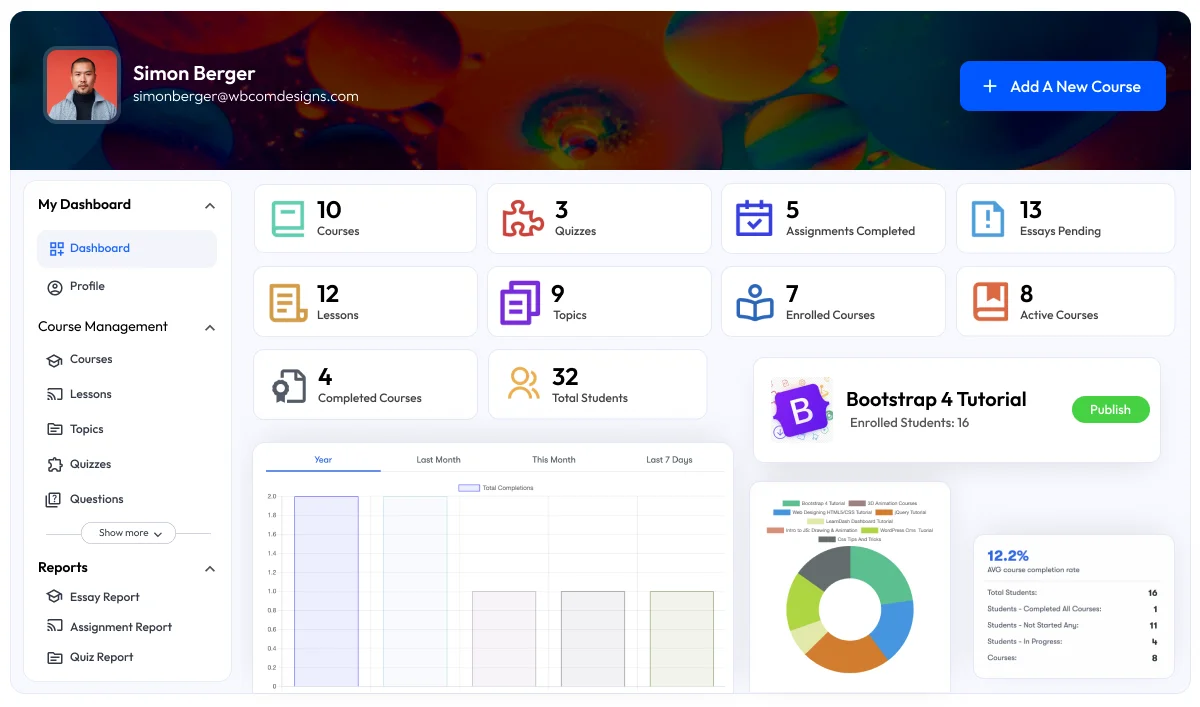 Simon Berger
simonberger@wbcomdesigns.com
+ Add A New Course
My Dashboard
Dashboard
Profile
Course Management
Courses
Lessons
Topics
Quizzes
Questions
Show more
Reports
Essay Report
Assignment Report
Quiz Report
10
Courses
3
Quizzes
5
Assignments Completed
13
Essays Pending
12
Lessons
9
Topics
7
Enrolled Courses
8
Active Courses
4
Completed Courses
32
Total Students
B
Bootstrap 4 Tutorial
Enrolled Students: 16
Publish
Year Last Month This Month Last 7 Days
Total Completions
2.0
1.8
1.6
1.4
1.2
1.0
0.8
0.6
0.4
0.2
0
Bootstrap 4 Tutorial 3D Animation Courses
Web Designing HTML5/CSS Tutorial jQuery Tutorial
LearnDash Dashboard Tutorial
Intro to JS: Drawing & Animation WordPress Cms Tuorial
Css Tips And Tricks
12.2%
AVG course completion rate
Total Students: 16
Students - Completed All Courses: 1
Students - Not Started Any: 11
Students - In Progress: 4
Courses: 8